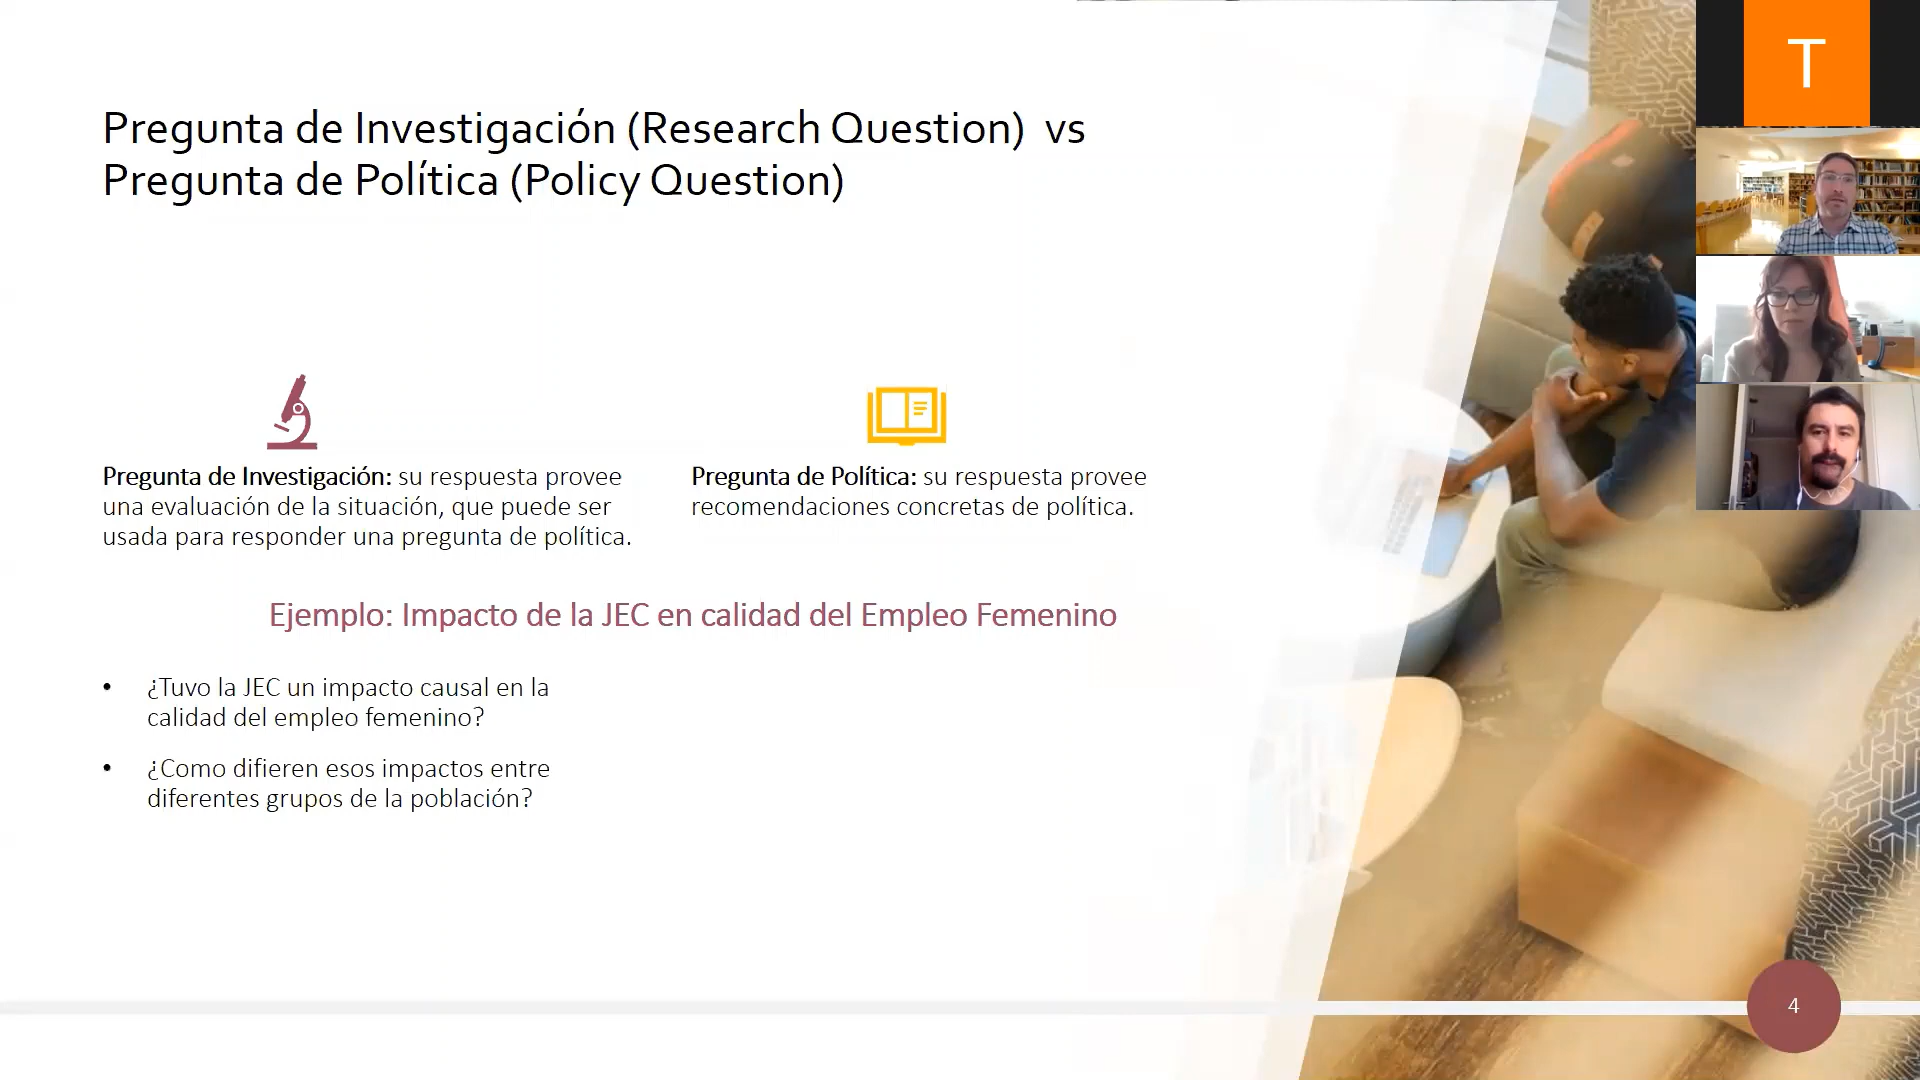 Pregunta de Investigación (Research Question)  vs
Pregunta de Política (Policy Question)
Pregunta de Investigación: su respuesta provee
una evaluación de la situación, que puede ser
usada para responder una pregunta de política.
Pregunta de Política: su respuesta provee
recomendaciones concretas de política.
Ejemplo: Impacto de la JEC en calidad del Empleo Femenino
• ¿Tuvo la JEC un impacto causal en la
calidad del empleo femenino?
• ¿Como difieren esos impactos entre
diferentes grupos de la población?
4
T